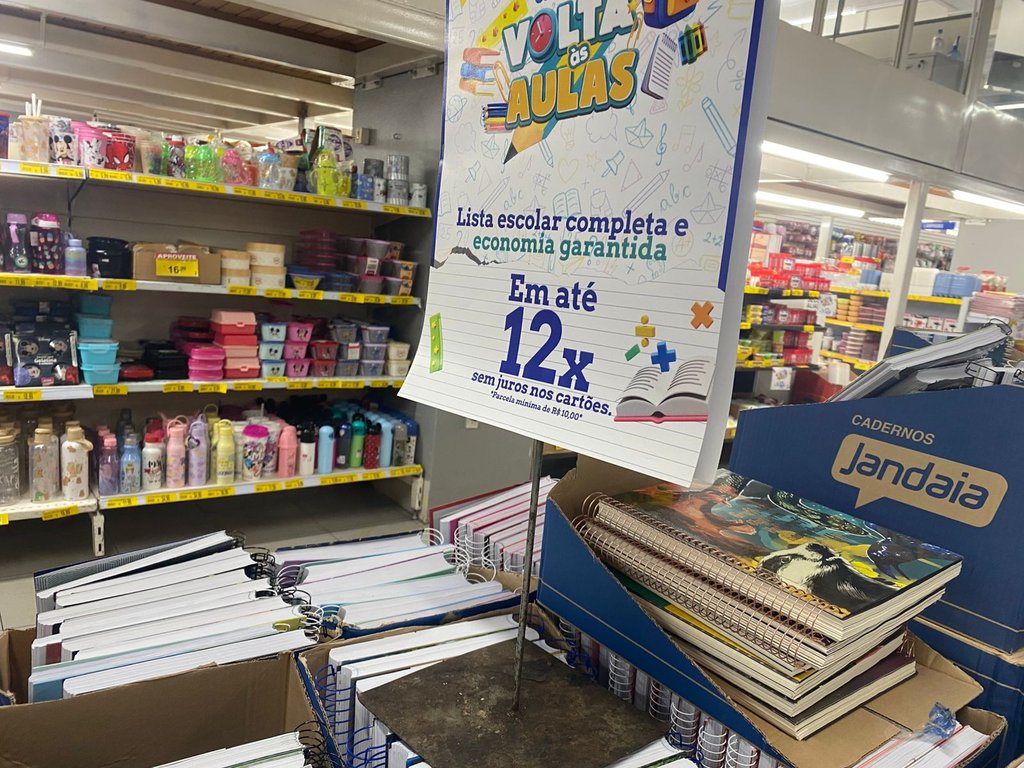 VOLTA
às
AULAS
Lista escolar completa e
economia garantida
Em até
12x
sem juros nos cartões.
*Parcela mínima de R$ 10,00*
APROVEITE
16,99
CADERNOS
Jandaia